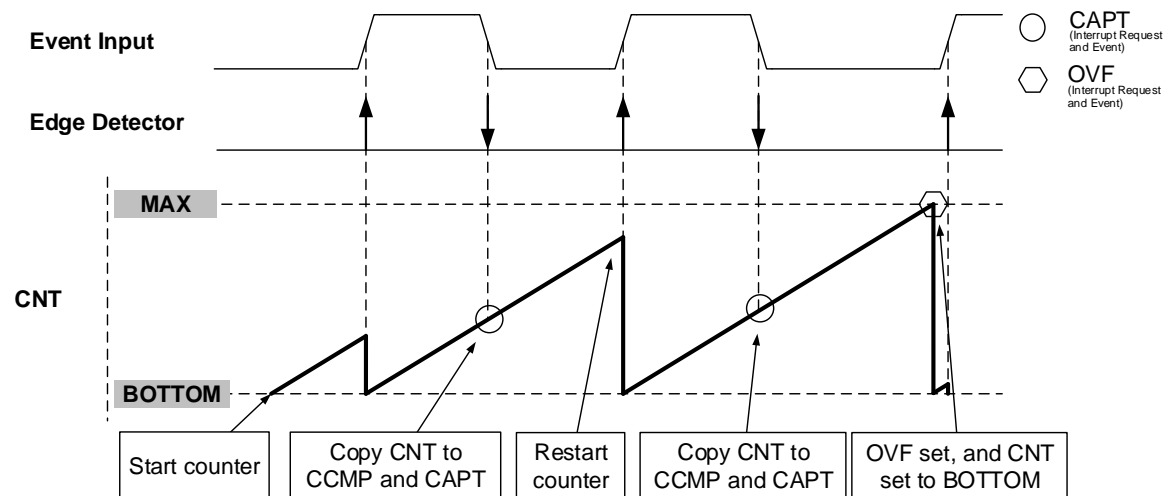 Event Input
CAPT
(Interrupt Request
and Event)
OVF
(Interrupt Request
and Event)
Edge Detector
MAX
CNT
BOTTOM
Start counter
Copy CNT to
CCMP and CAPT
Restart
counter
Copy CNT to
CCMP and CAPT
OVF set, and CNT
set to BOTTOM